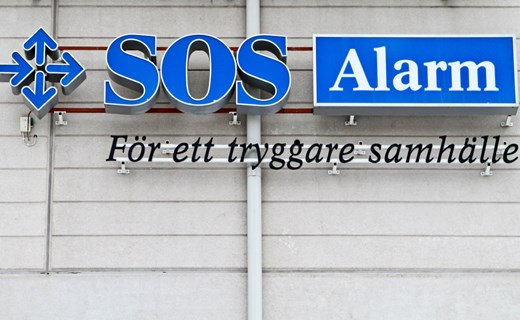 SOS Alarm
För ett tryggare samhälle